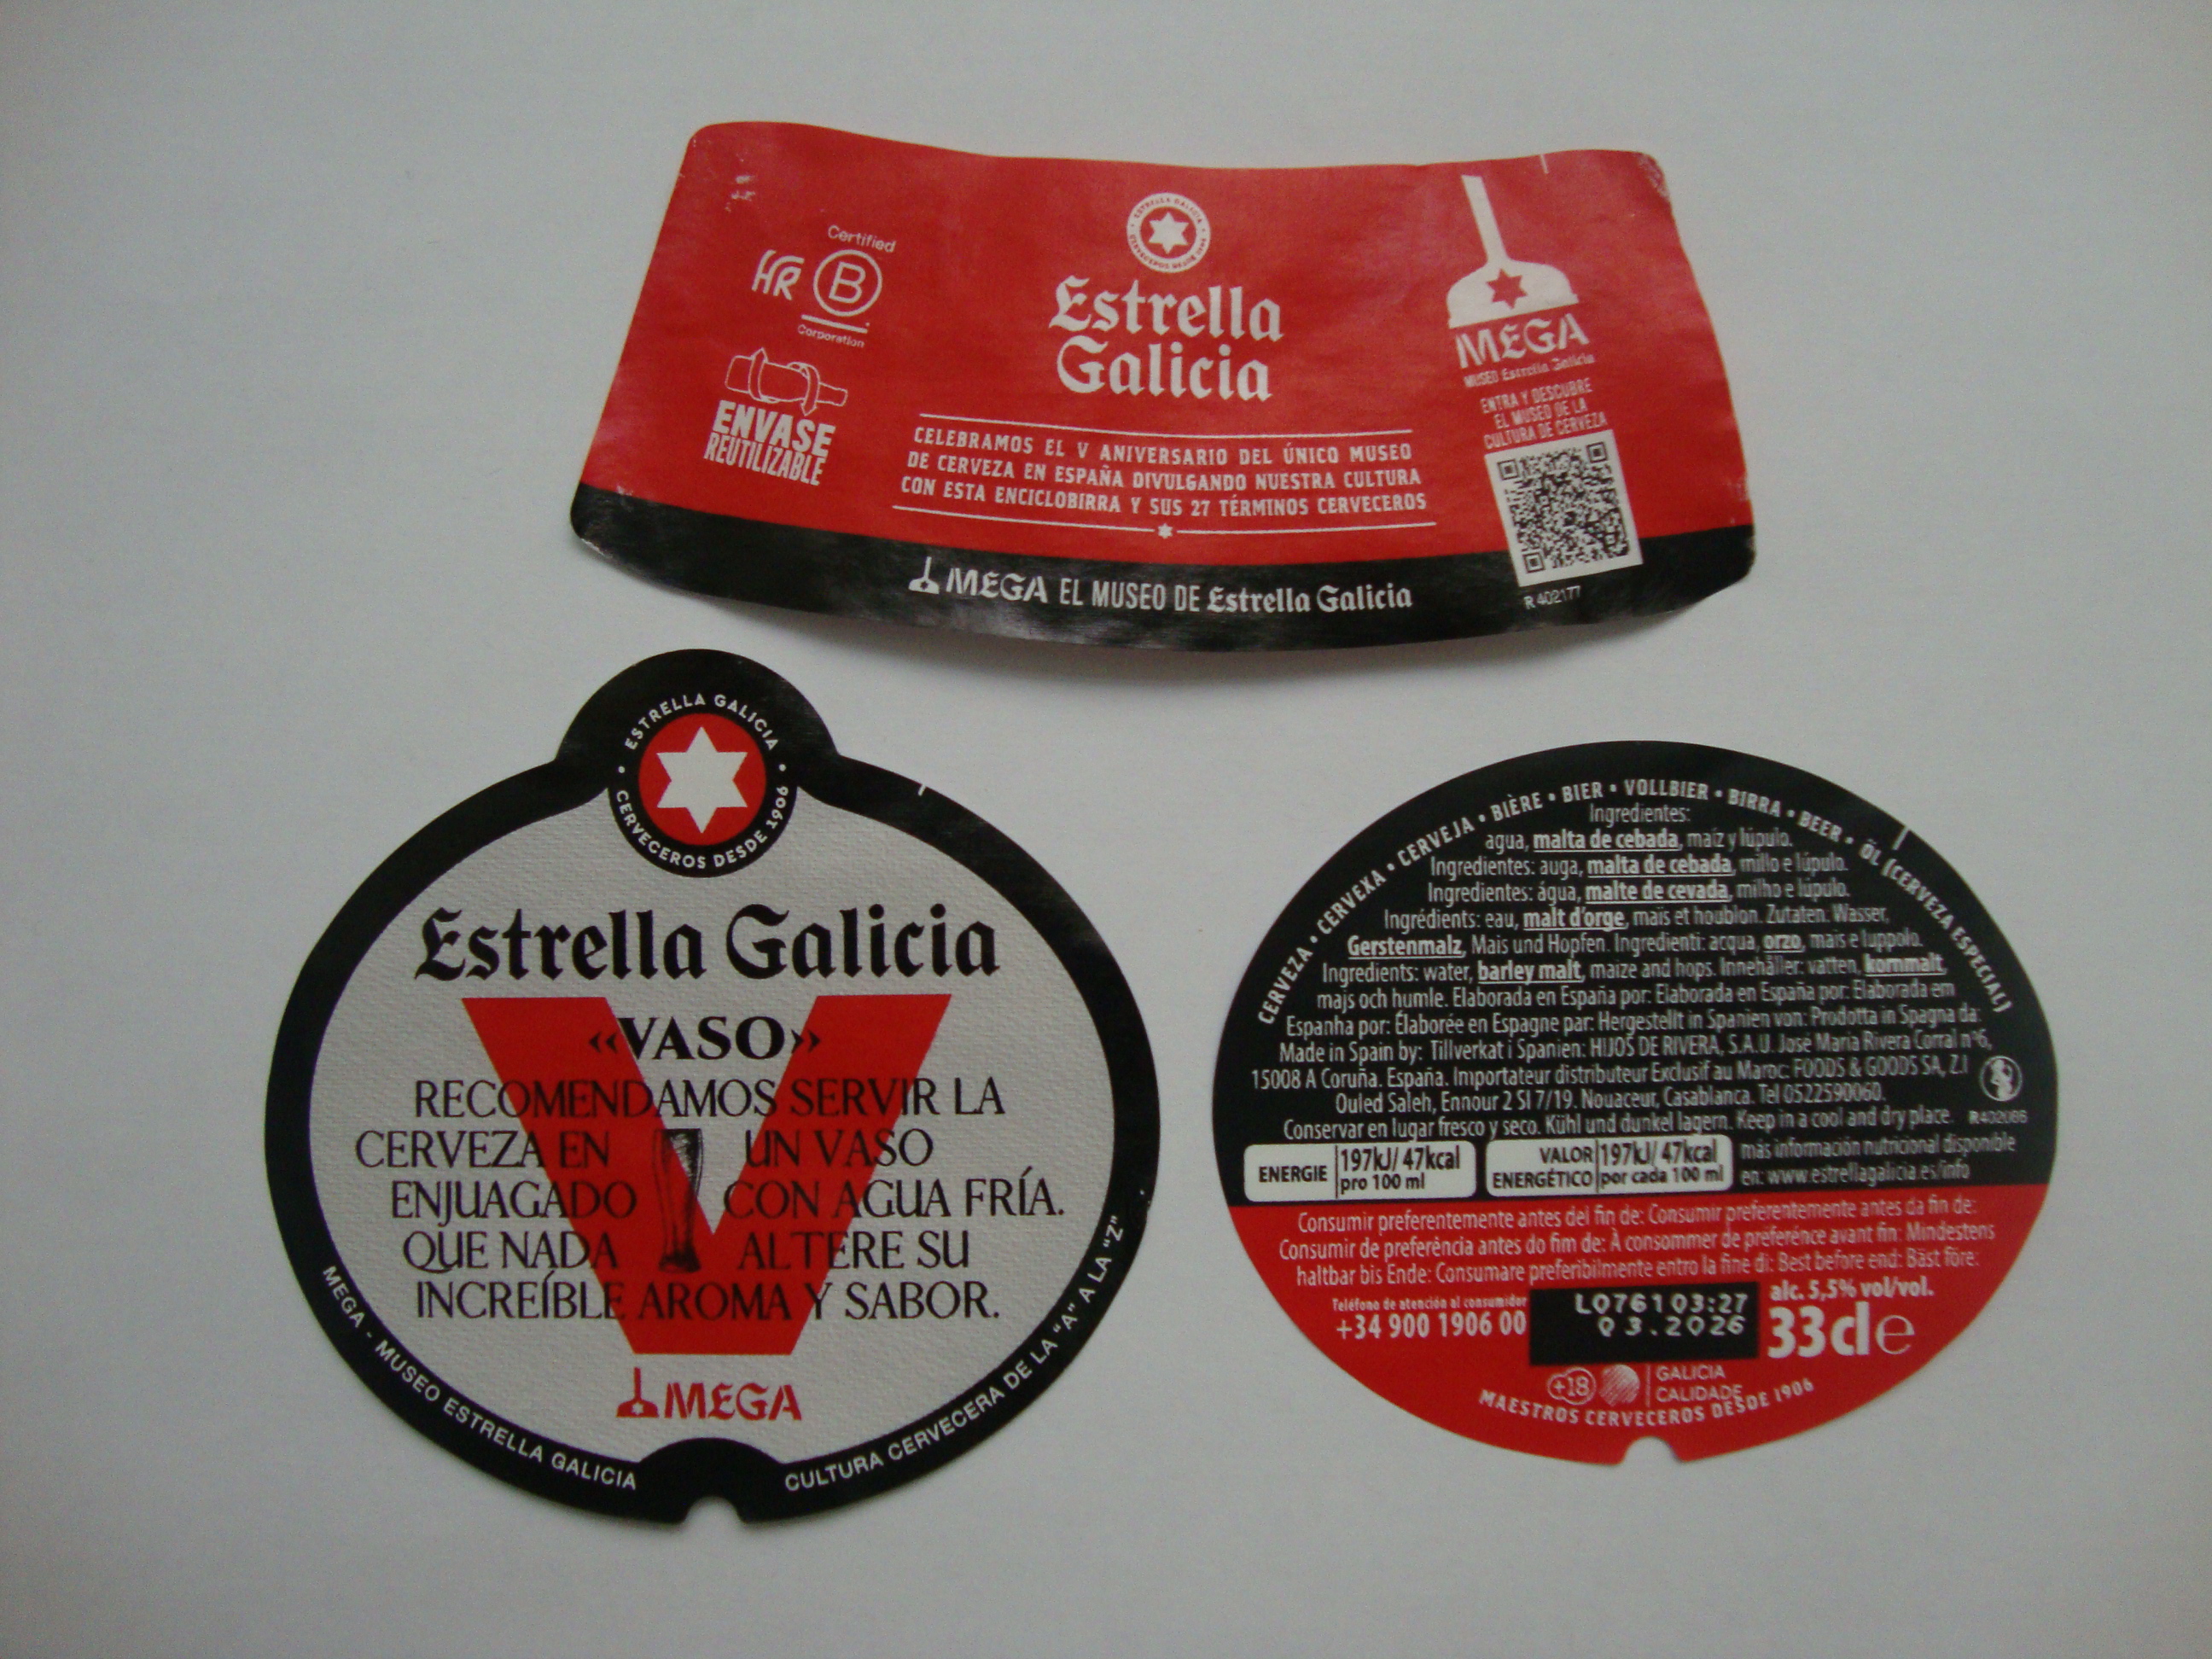 Certified
HR B
Corporation
ENVASE
REUTILIZABLE
ESTRELLA GALICIA • CERVECEROS DESDE 1906 •
Estrella
Galicia
CELEBRAMOS EL V ANIVERSARIO DEL ÚNICO MUSEO
DE CERVEZA EN ESPAÑA DIVULGANDO NUESTRA CULTURA
CON ESTA ENCICLOBIRRA Y SUS 27 TÉRMINOS CERVECEROS
MEGA EL MUSEO DE Estrella Galicia
MEGA
MUSEO Estrella Galicia
ENTRA Y DESCUBRE
EL MUSEO DE LA
CULTURA DE CERVEZA
R 402177
• ESTRELLA GALICIA •
CERVECEROS DESDE 1906
Estrella Galicia
V
«VASO»
RECOMENDAMOS SERVIR LA
CERVEZA EN UN VASO
ENJUAGADO CON AGUA FRÍA.
QUE NADA ALTERE SU
INCREÍBLE AROMA Y SABOR.
MEGA
MEGA - MUSEO ESTRELLA GALICIA
CULTURA CERVECERA DE LA "A" A LA "Z"
CERVEZA • CERVEXA • CERVEJA • BIÈRE • BIER • VOLLBIER • BIRRA • BEER • ÖL (CERVEZA ESPECIAL)
Ingredientes:
agua, malta de cebada, maíz y lúpulo.
Ingredientes: auga, malta de cebada, millo e lúpulo.
Ingredientes: água, malte de cevada, milho e lúpulo.
Ingrédients: eau, malt d'orge, maïs et houblon. Zutaten: Wasser,
Gerstenmalz, Mais und Hopfen. Ingredienti: acqua, orzo, mais e luppolo.
Ingredients: water, barley malt, maize and hops. Innehåller: vatten, kornmalt,
majs och humle. Elaborada en España por: Elaborada en España por: Elaborada em
Espanha por: Élaborée en Espagne par: Hergestellt in Spanien von: Prodotta in Spagna da:
Made in Spain by: Tillverkat i Spanien: HIJOS DE RIVERA, S.A.U. José María Rivera Corral nº6,
15008 A Coruña. España. Importateur distributeur Exclusif au Maroc: FOODS & GOODS SA, Z.I
Ouled Saleh, Ennour 2 SI 7/19. Nouaceur, Casablanca. Tel 0522590060.
Conservar en lugar fresco y seco. Kühl und dunkel lagern. Keep in a cool and dry place.
ENERGIE 197kJ/ 47kcal
pro 100 ml
VALOR ENERGÉTICO 197kJ/ 47kcal
por cada 100 ml
más información nutricional disponible
en: www.estrellagalicia.es/info
Consumir preferentemente antes del fin de: Consumir preferentemente antes da fin de:
Consumir de preferência antes do fim de: À consommer de préférence avant fin: Mindestens
haltbar bis Ende: Consumare preferibilmente entro la fine di: Best before end: Bäst före:
Teléfono de atención al consumidor
+34 900 1906 00
L076103:27
03.2026
alc. 5,5% vol/vol.
33cl e
+18
GALICIA
CALIDADE
MAESTROS CERVECEROS DESDE 1906